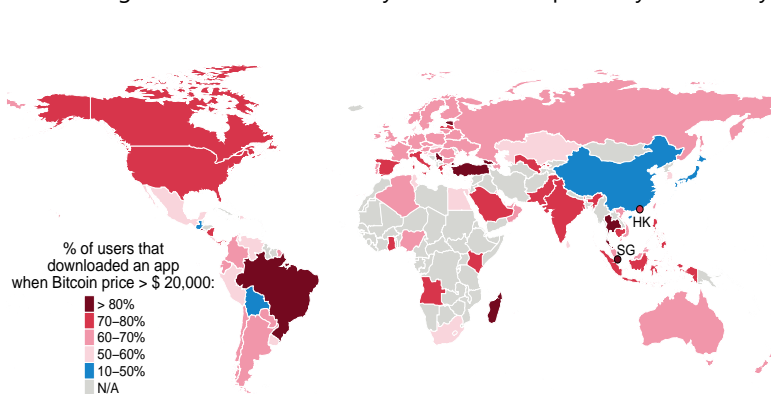 HK
SG
% of users that
downloaded an app
when Bitcoin price > $ 20,000:
> 80%
70–80%
60–70%
50–60%
10–50%
N/A